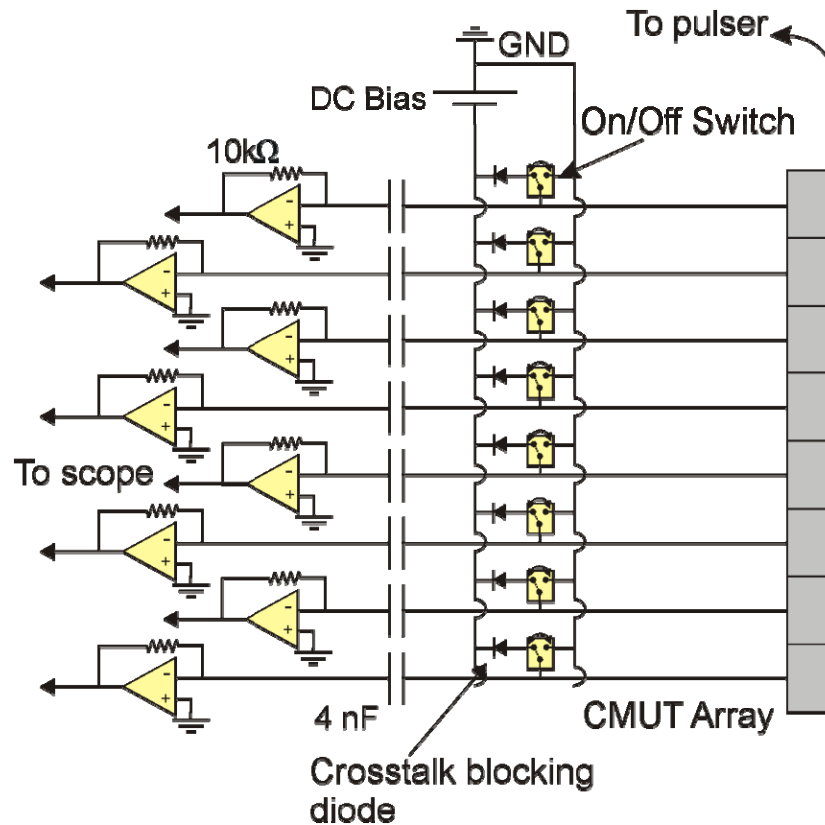 To pulser
GND
DC Bias
On/Off Switch
10kΩ
To scope
4 nF
CMUT Array
Crosstalk blocking
diode